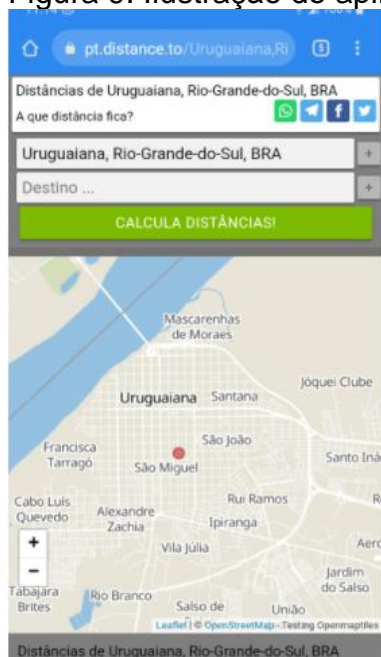 pt.distance.to/Uruguaiana,Ri
Distâncias de Uruguaiana, Rio-Grande-do-Sul, BRA
A que distância fica?
Uruguaiana, Rio-Grande-do-Sul, BRA
+
Destino ...
+
CALCULA DISTÂNCIAS!
Mascarenhas
de Moraes
Jóquei Clube
Uruguaiana
Santana
São João
Francisca
Tarragó
São Miguel
Santo Iná
Cabo Luís
Quevedo
Alexandre
Zachia
Rui Ramos
Ipiranga
+
Vila Júlia
Aero
−
Jardim
do Salso
Tabajara
Brites
Rio Branco
Salso de
União
Leaflet | © OpenStreetMap - Testing Openmaptiles
Distâncias de Uruguaiana, Rio-Grande-do-Sul, BRA